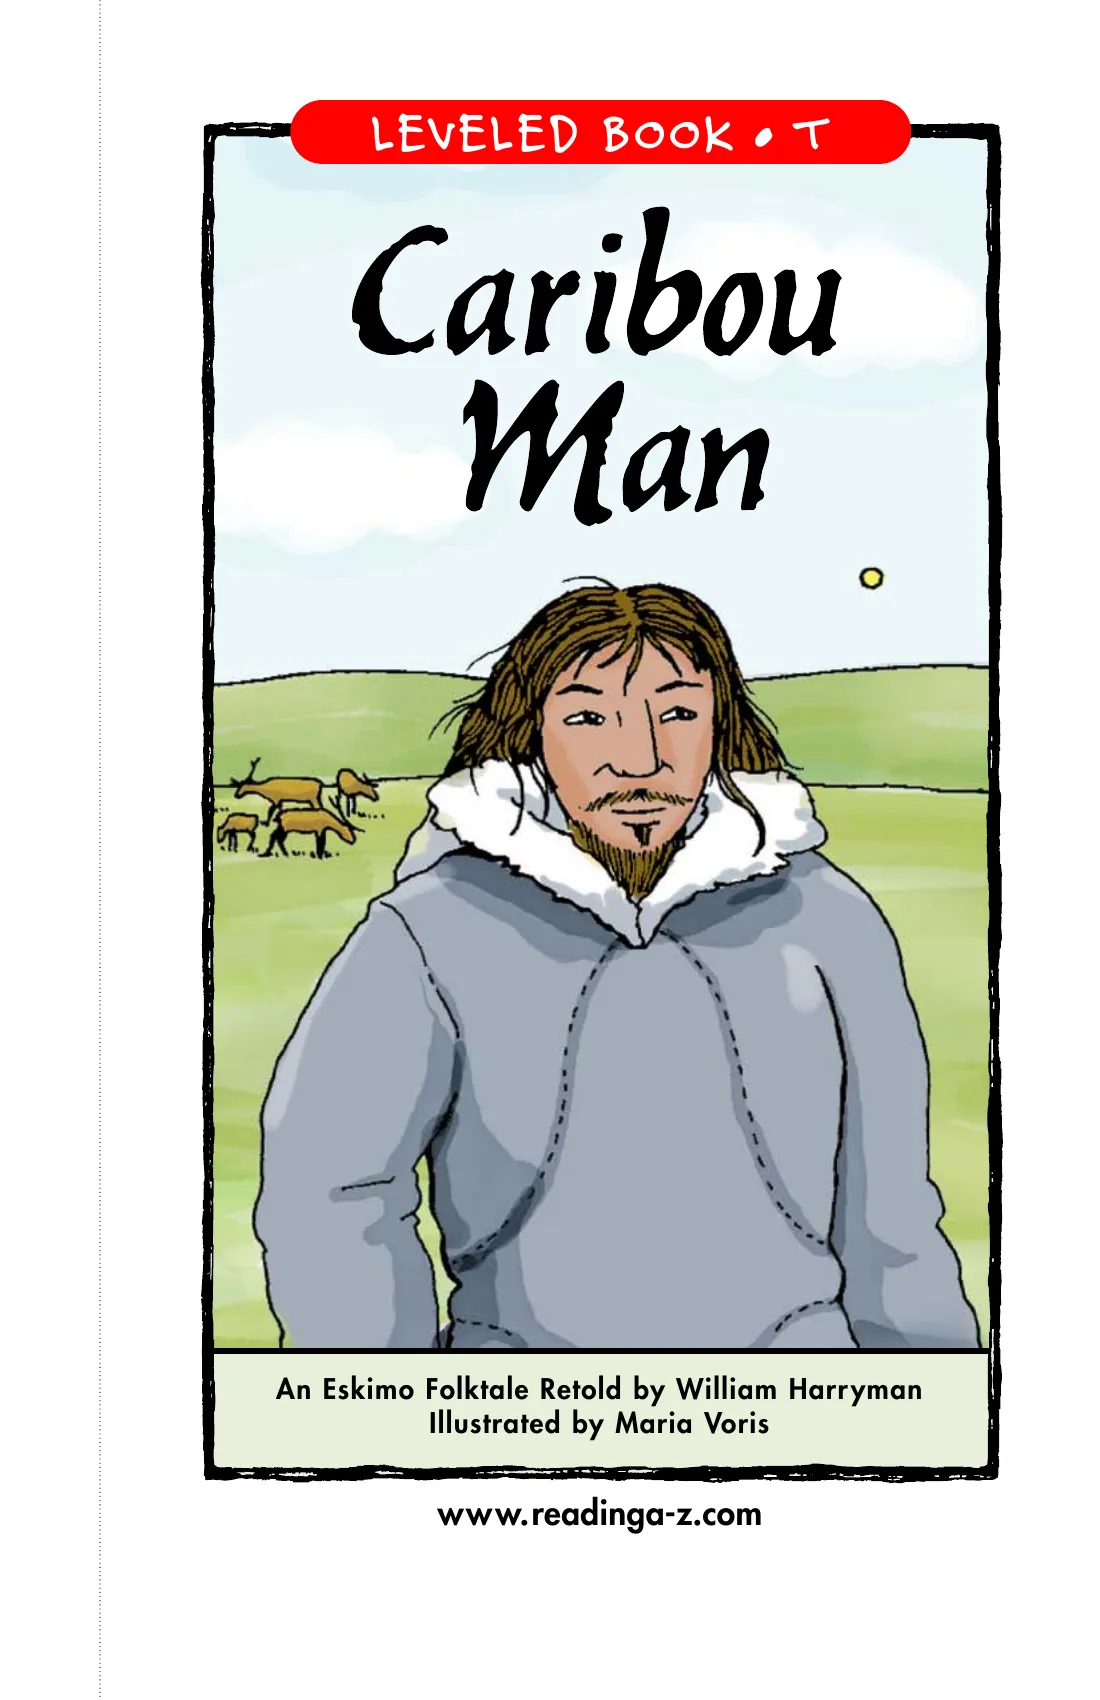 LEVELED BOOK • T
Caribou
Man
An Eskimo Folktale Retold by William Harryman
Illustrated by Maria Voris
www.readinga-z.com